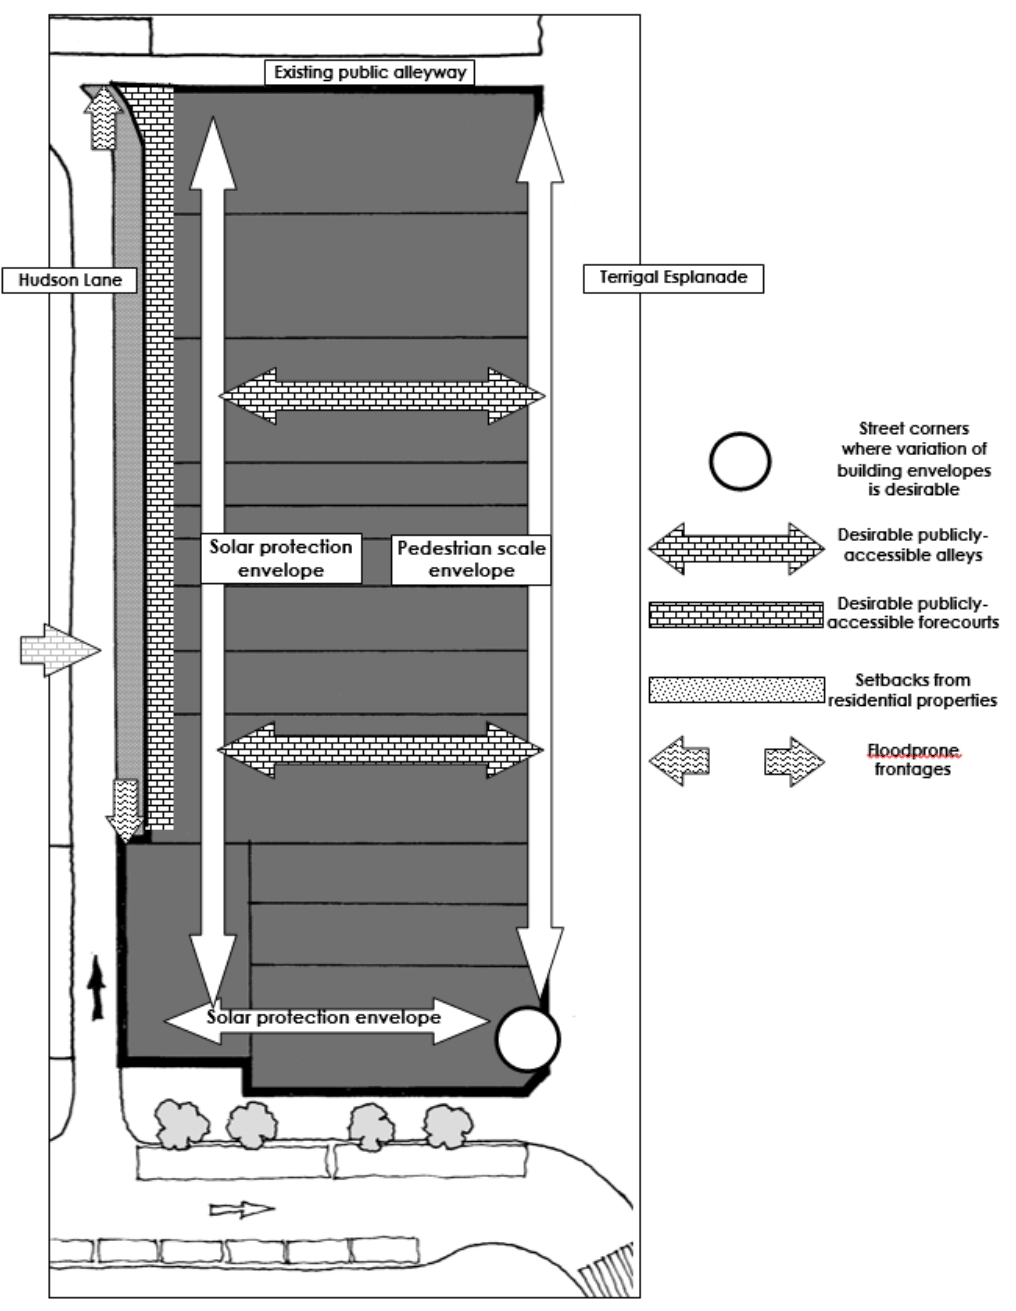 Existing public alleyway
Hudson Lane
Terrigal Esplanade
Street corners
where variation of
building envelopes
is desirable
Desirable publicly-
accessible alleys
Solar protection
envelope
Pedestrian scale
envelope
Desirable publicly-
accessible forecourts
Setbacks from
residential properties
Floodprone
frontages
Solar protection envelope